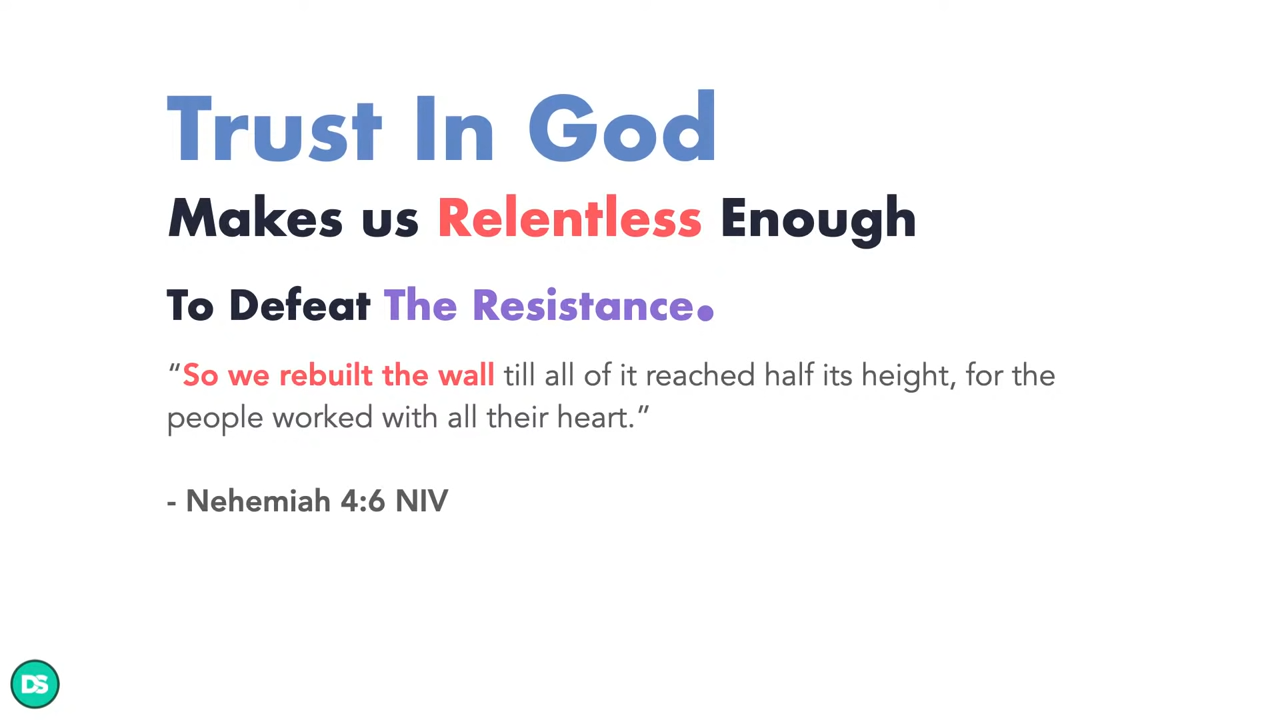 Trust In God
Makes us Relentless Enough
To Defeat The Resistance.
“So we rebuilt the wall till all of it reached half its height, for the
people worked with all their heart.”
- Nehemiah 4:6 NIV
DS